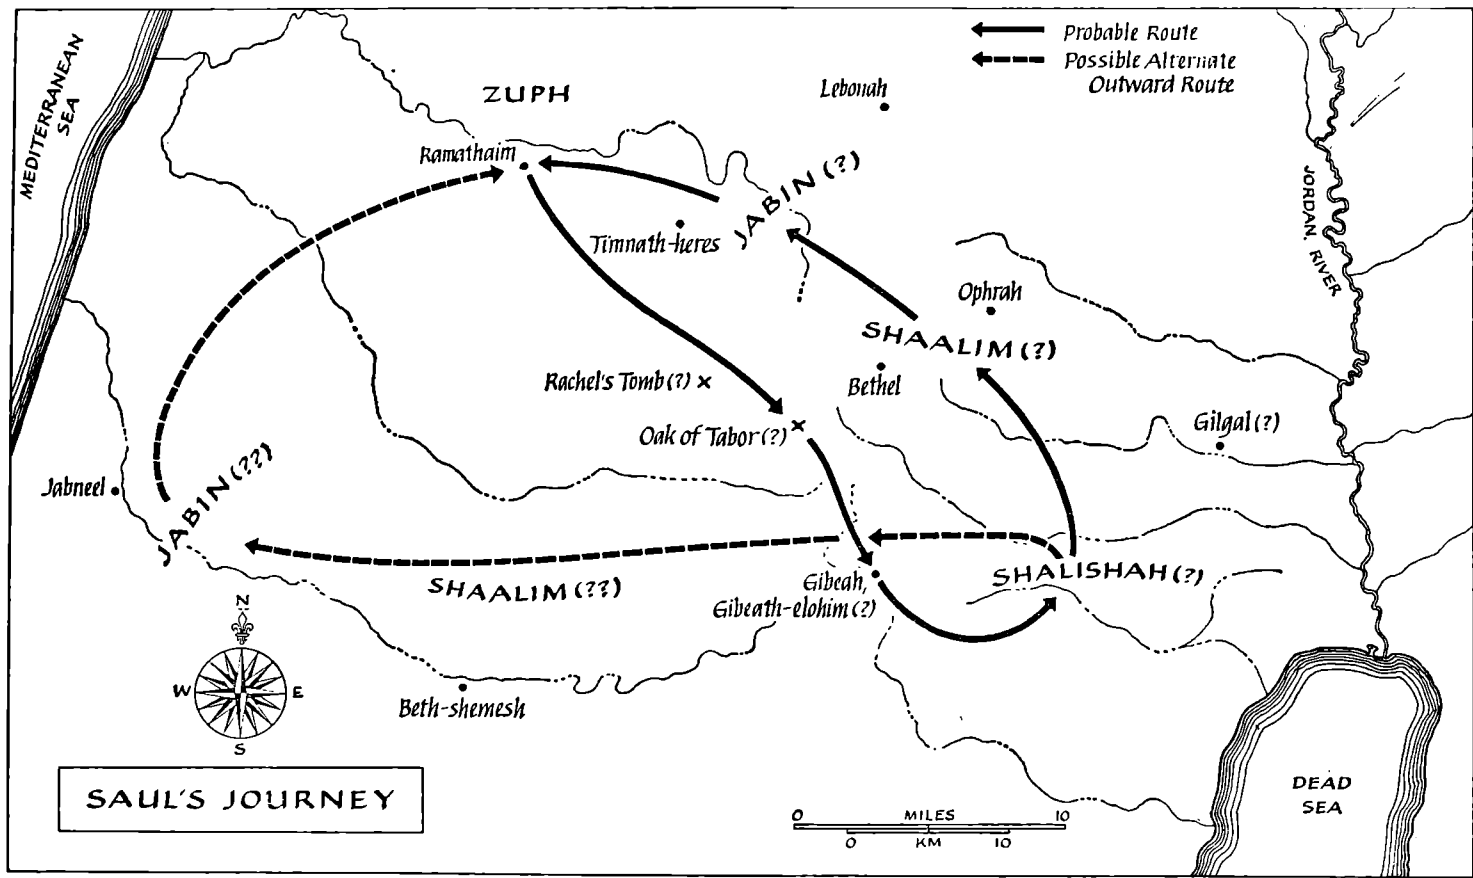 Probable Route
Possible Alternate
Outward Route
MEDITERRANEAN
SEA
ZUPH
Lebonah
Ramathaim
JABIN (?)
Timnath-heres
JORDAN RIVER
Ophrah
SHAALIM (?)
Rachel's Tomb (?) x
Bethel
Oak of Tabor (?) x
Gilgal (?)
JABIN (??)
Jabneel
SHALISHAH (?)
SHAALIM (??)
Gibeah,
Gibeath-elohim (?)
N
W E
S
Beth-shemesh
SAUL'S JOURNEY
DEAD
SEA
0 MILES 10
0 KM 10